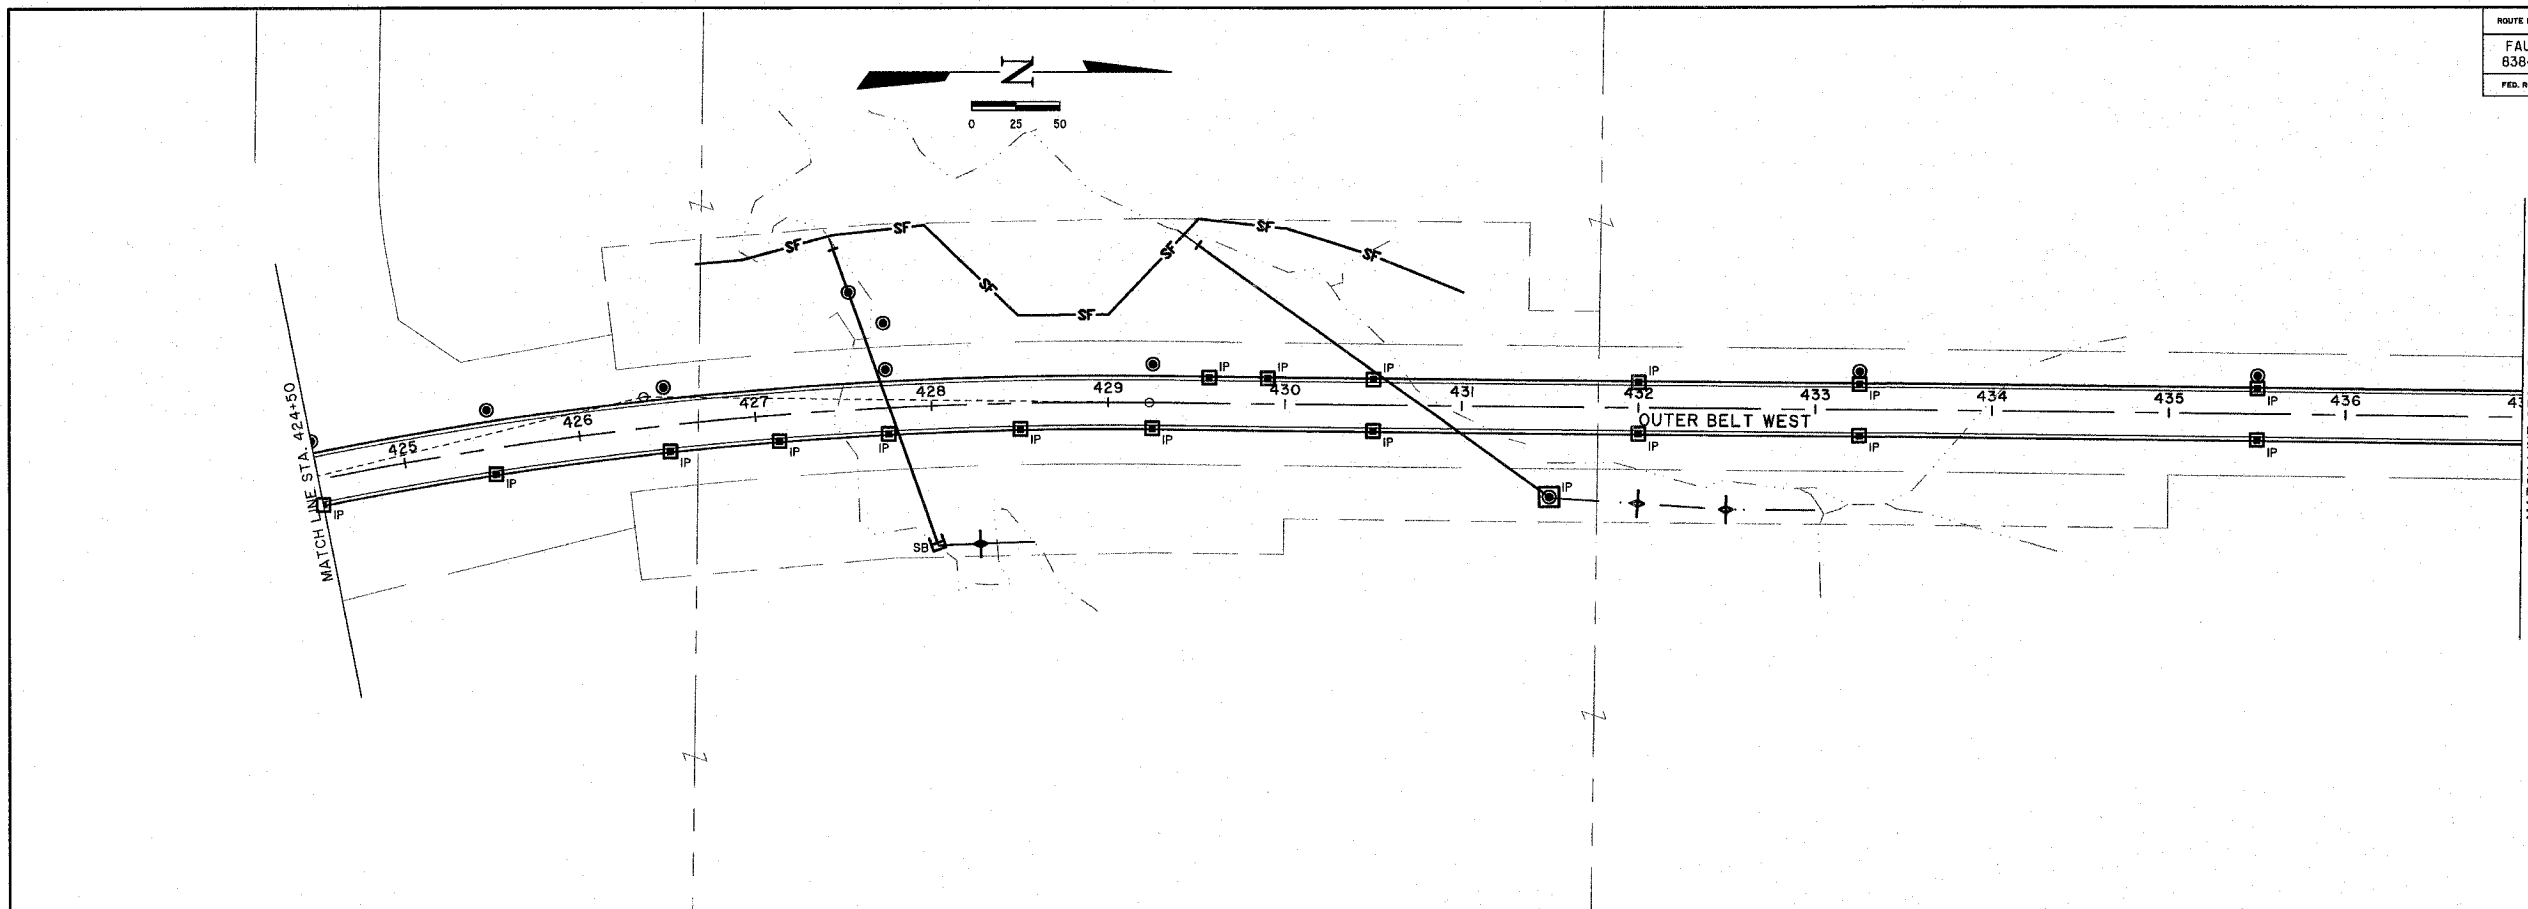 ROUTE
FAU
838
FED.
N
0 25 50
SF SF SF SF SF SF SF
MATCH LINE STA. 424+50
425 426 427 428 429 430 431 432 433 434 435 436
OUTER BELT WEST
IP IP IP IP IP
IP IP IP IP IP IP IP IP IP IP IP
IP
SB